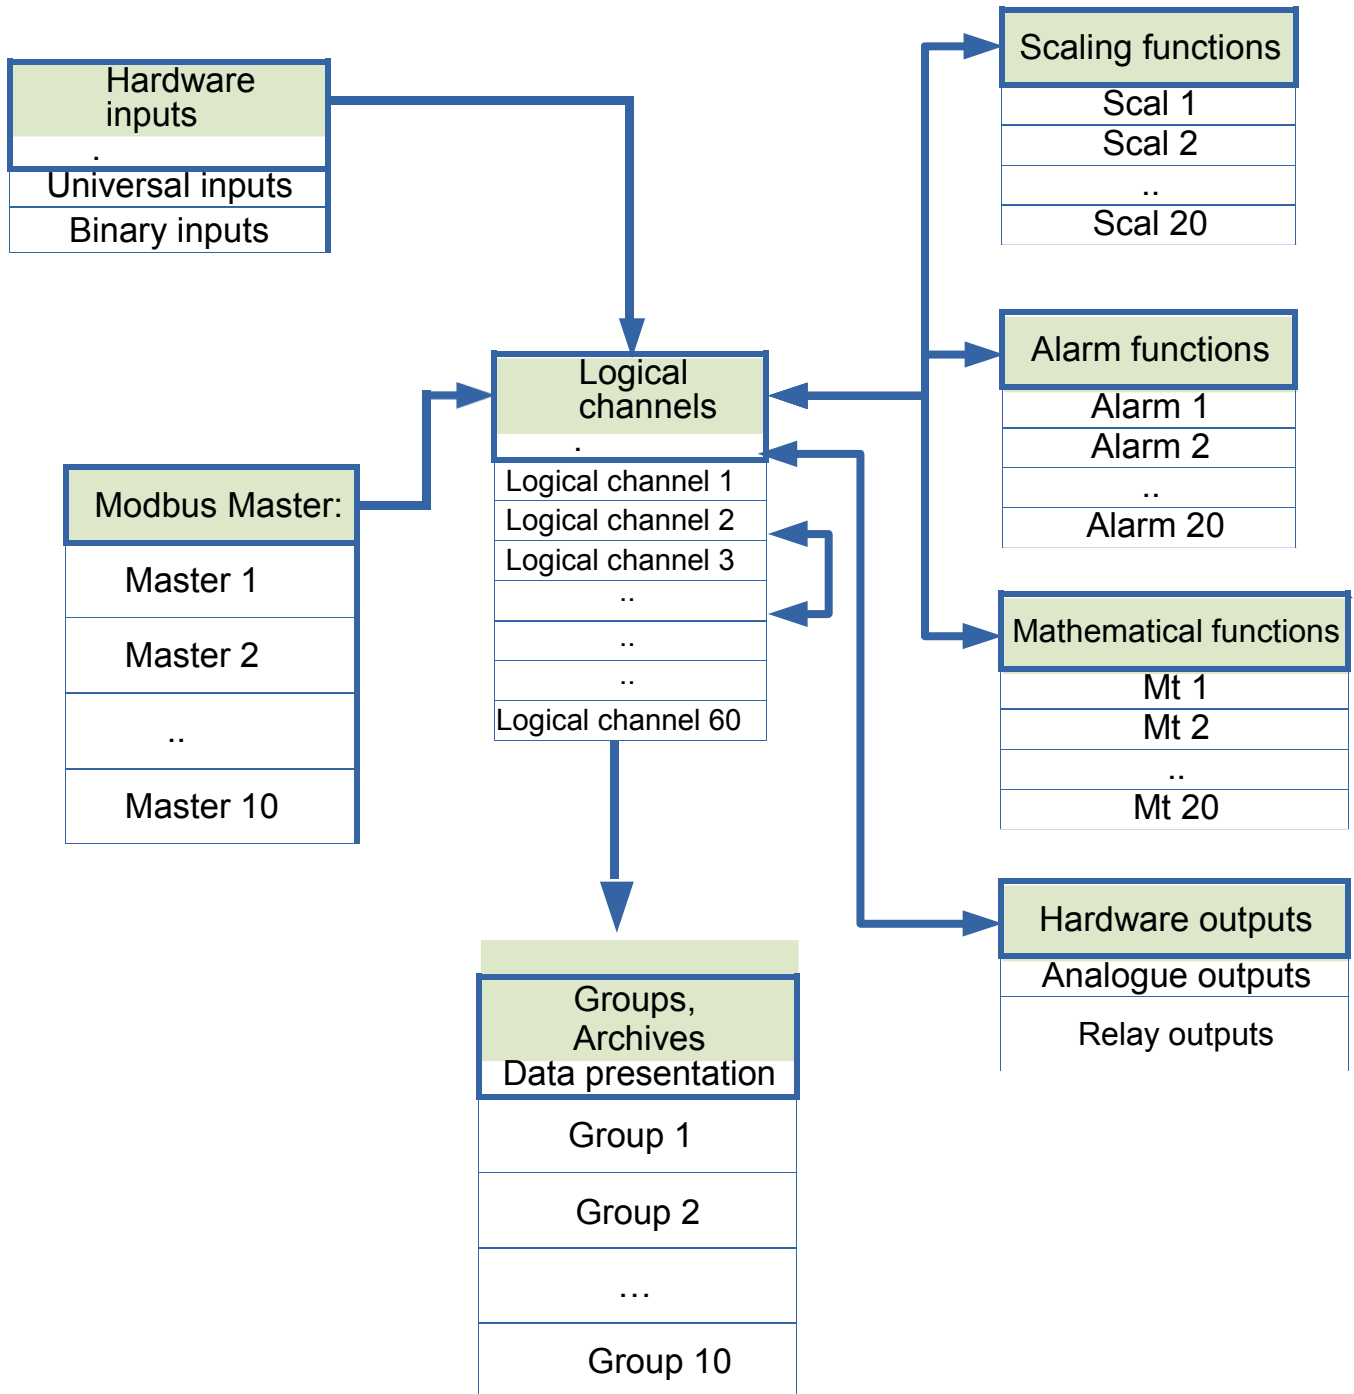 Hardware
inputs
.
Universal inputs
Binary inputs
Modbus Master:
Master 1
Master 2
..
Master 10
Logical
channels
.
Logical channel 1
Logical channel 2
Logical channel 3
..
..
..
Logical channel 60
Groups,
Archives
Data presentation
Group 1
Group 2
...
Group 10
Scaling functions
Scal 1
Scal 2
..
Scal 20
Alarm functions
Alarm 1
Alarm 2
..
Alarm 20
Mathematical functions
Mt 1
Mt 2
..
Mt 20
Hardware outputs
Analogue outputs
Relay outputs